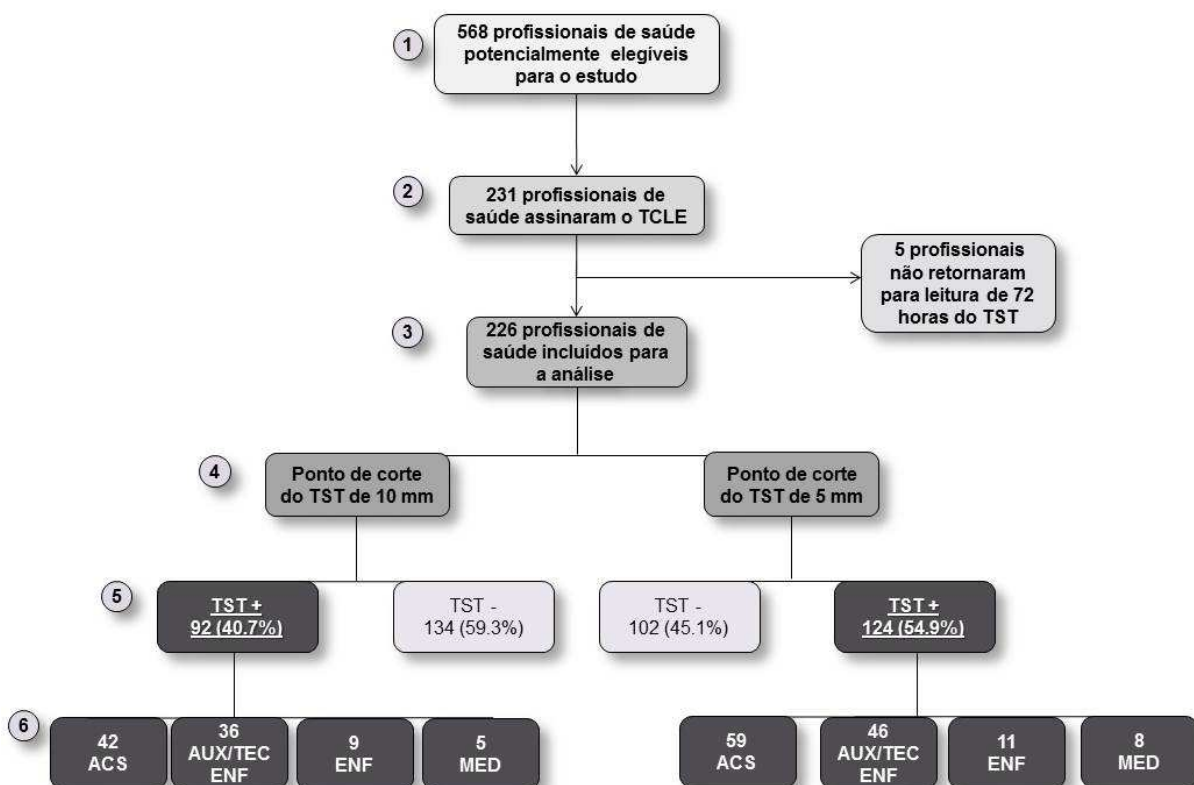 1
568 profissionais de saúde
potencialmente elegíveis
para o estudo
2
231 profissionais de
saúde assinaram o TCLE
5 profissionais
não retornaram
para leitura de 72
horas do TST
3
226 profissionais de
saúde incluídos para
a análise
4
Ponto de corte
do TST de 10 mm
Ponto de corte
do TST de 5 mm
5
TST +
92 (40.7%)
TST -
134 (59.3%)
TST -
102 (45.1%)
TST +
124 (54.9%)
6
42
ACS
36
AUX/TEC
ENF
9
ENF
5
MED
59
ACS
46
AUX/TEC
ENF
11
ENF
8
MED